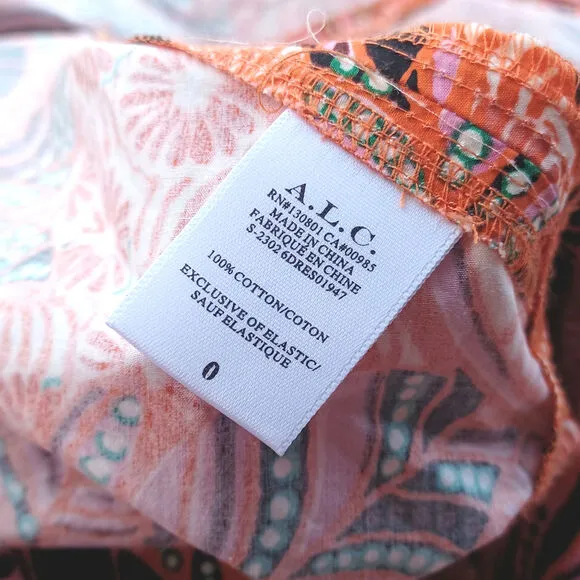 A.L.C.
RN#130801 CA#00985
MADE IN CHINA
FABRIQUÉ EN CHINE
S-2302 6DRES01947
100% COTTON/COTON
EXCLUSIVE OF ELASTIC/
SAUF ELASTIQUE
0